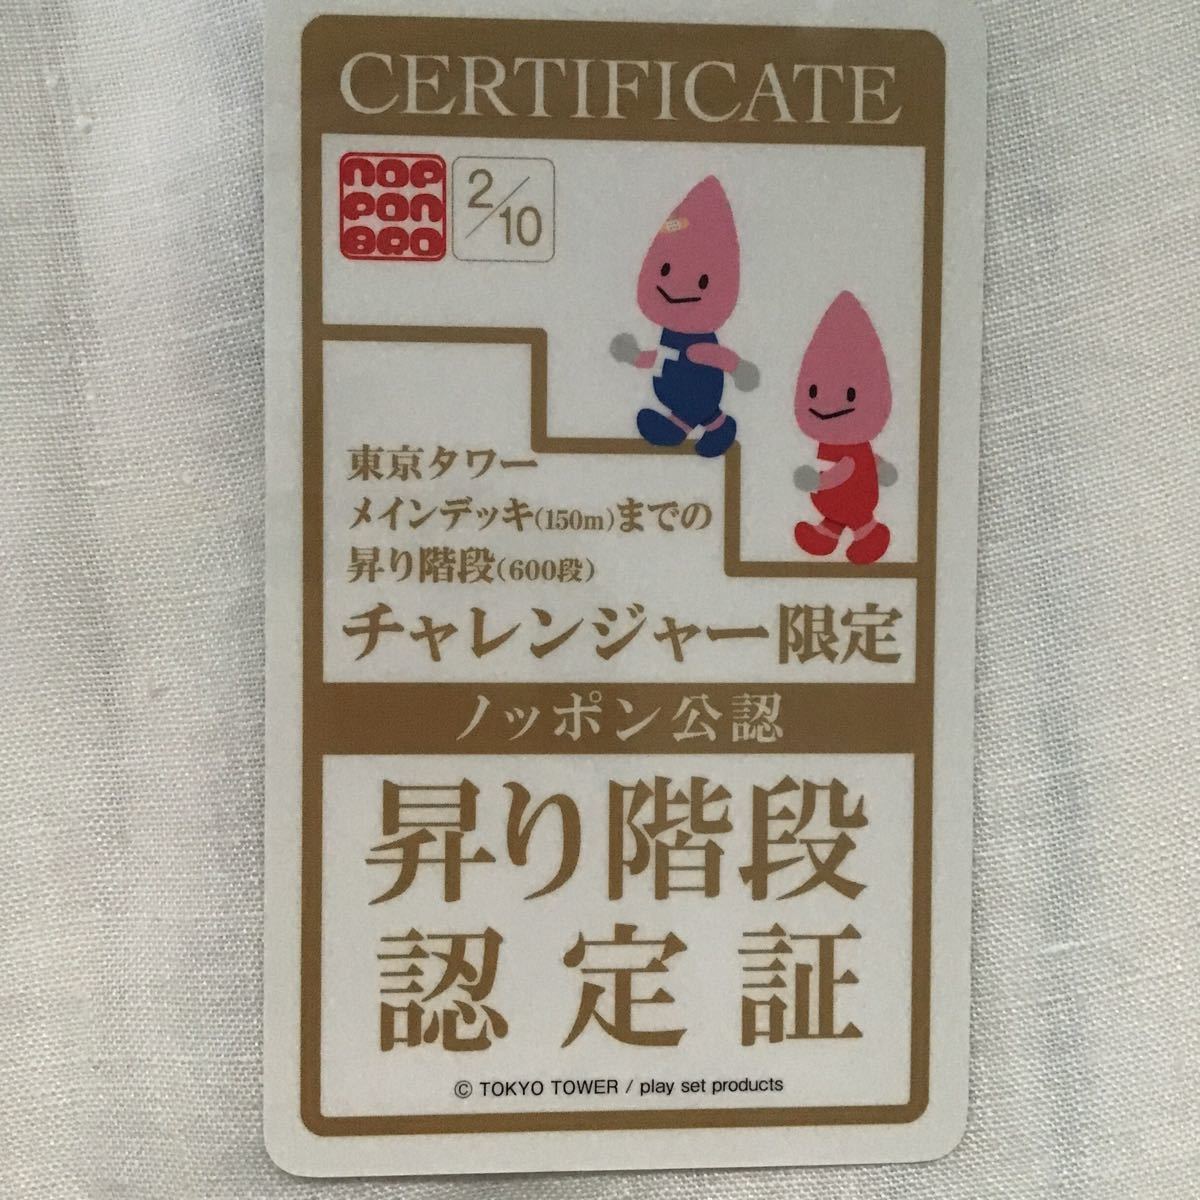 CERTIFICATE
NOP
PON
BRO
2/10
T
東京タワー
メインデッキ(150m)までの
昇り階段(600段)
チャレンジャー限定
ノッポン公認
昇り階段
認定証
© TOKYO TOWER / play set products